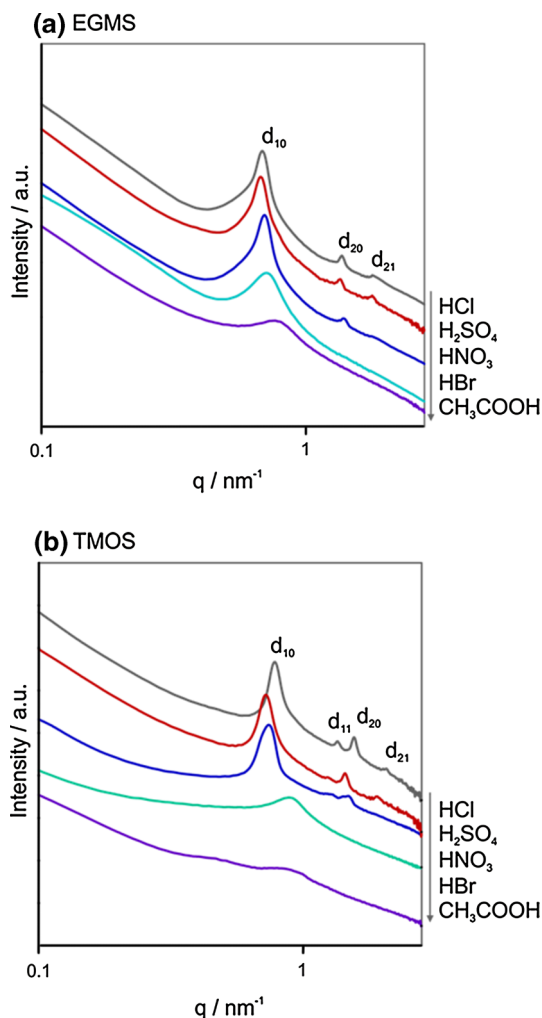 (a) EGMS
Intensity / a.u.
d₁₀
d₂₀
d₂₁
HCl
H₂SO₄
HNO₃
HBr
CH₃COOH
0.1
1
q / nm⁻¹
(b) TMOS
Intensity / a.u.
d₁₀
d₁₁
d₂₀
d₂₁
HCl
H₂SO₄
HNO₃
HBr
CH₃COOH
0.1
1
q / nm⁻¹